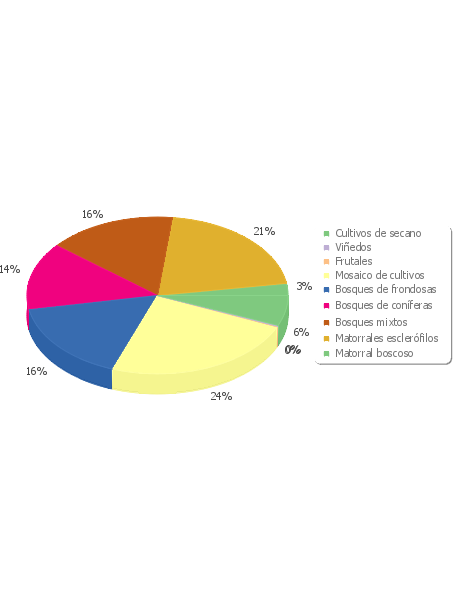 16%
21%
14%
3%
6%
0%
0%
16%
24%
Cultivos de secano
Viñedos
Frutales
Mosaico de cultivos
Bosques de frondosas
Bosques de coníferas
Bosques mixtos
Matorrales esclerófilos
Matorral boscoso